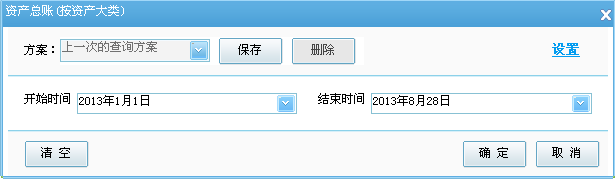 资产总账(按资产大类)
方案： 上一次的查询方案 保存 删除 设置
开始时间 2013年1月1日 结束时间 2013年8月28日
清 空 确 定 取 消